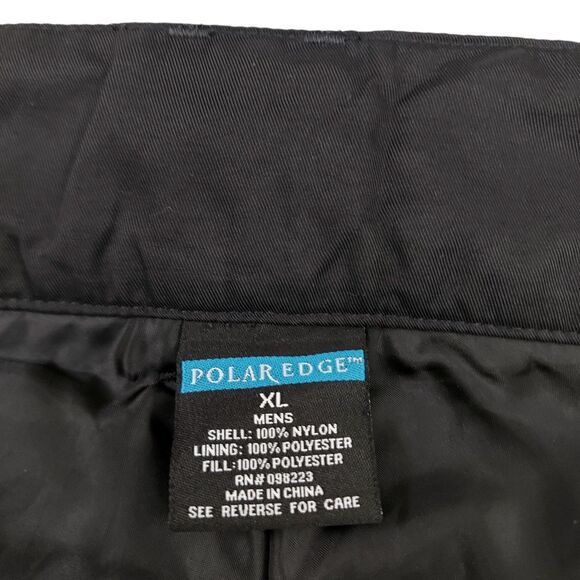 POLAR EDGE™
XL
MENS
SHELL: 100% NYLON
LINING: 100% POLYESTER
FILL: 100% POLYESTER
RN# 098223
MADE IN CHINA
SEE REVERSE FOR CARE